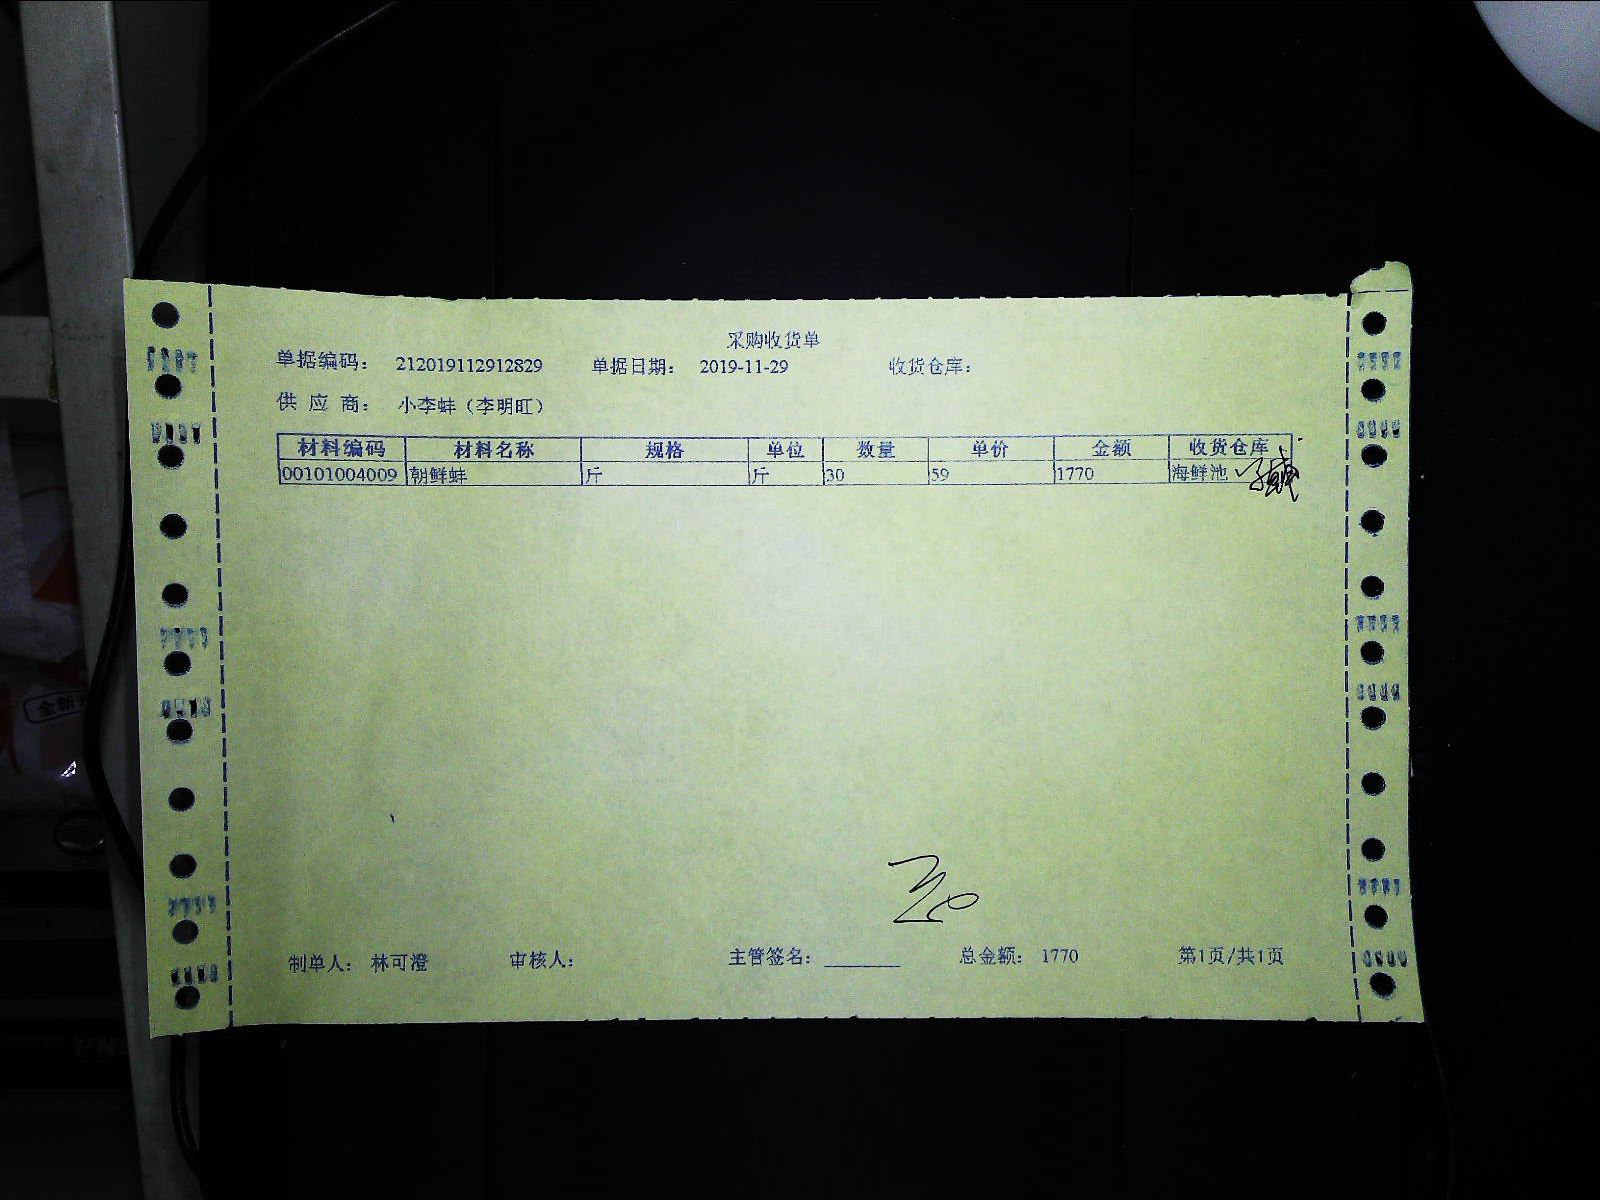 采购收货单
单据编码： 212019112912829 单据日期： 2019-11-29 收货仓库：
供 应 商： 小李蚌（李明旺）
材料编码 材料名称 规格 单位 数量 单价 金额 收货仓库
00101004009 朝鲜蚌 斤 斤 30 59 1770 海鲜池
制单人： 林可澄 审核人： 主管签名： ________ 总金额： 1770 第1页/共1页
全新